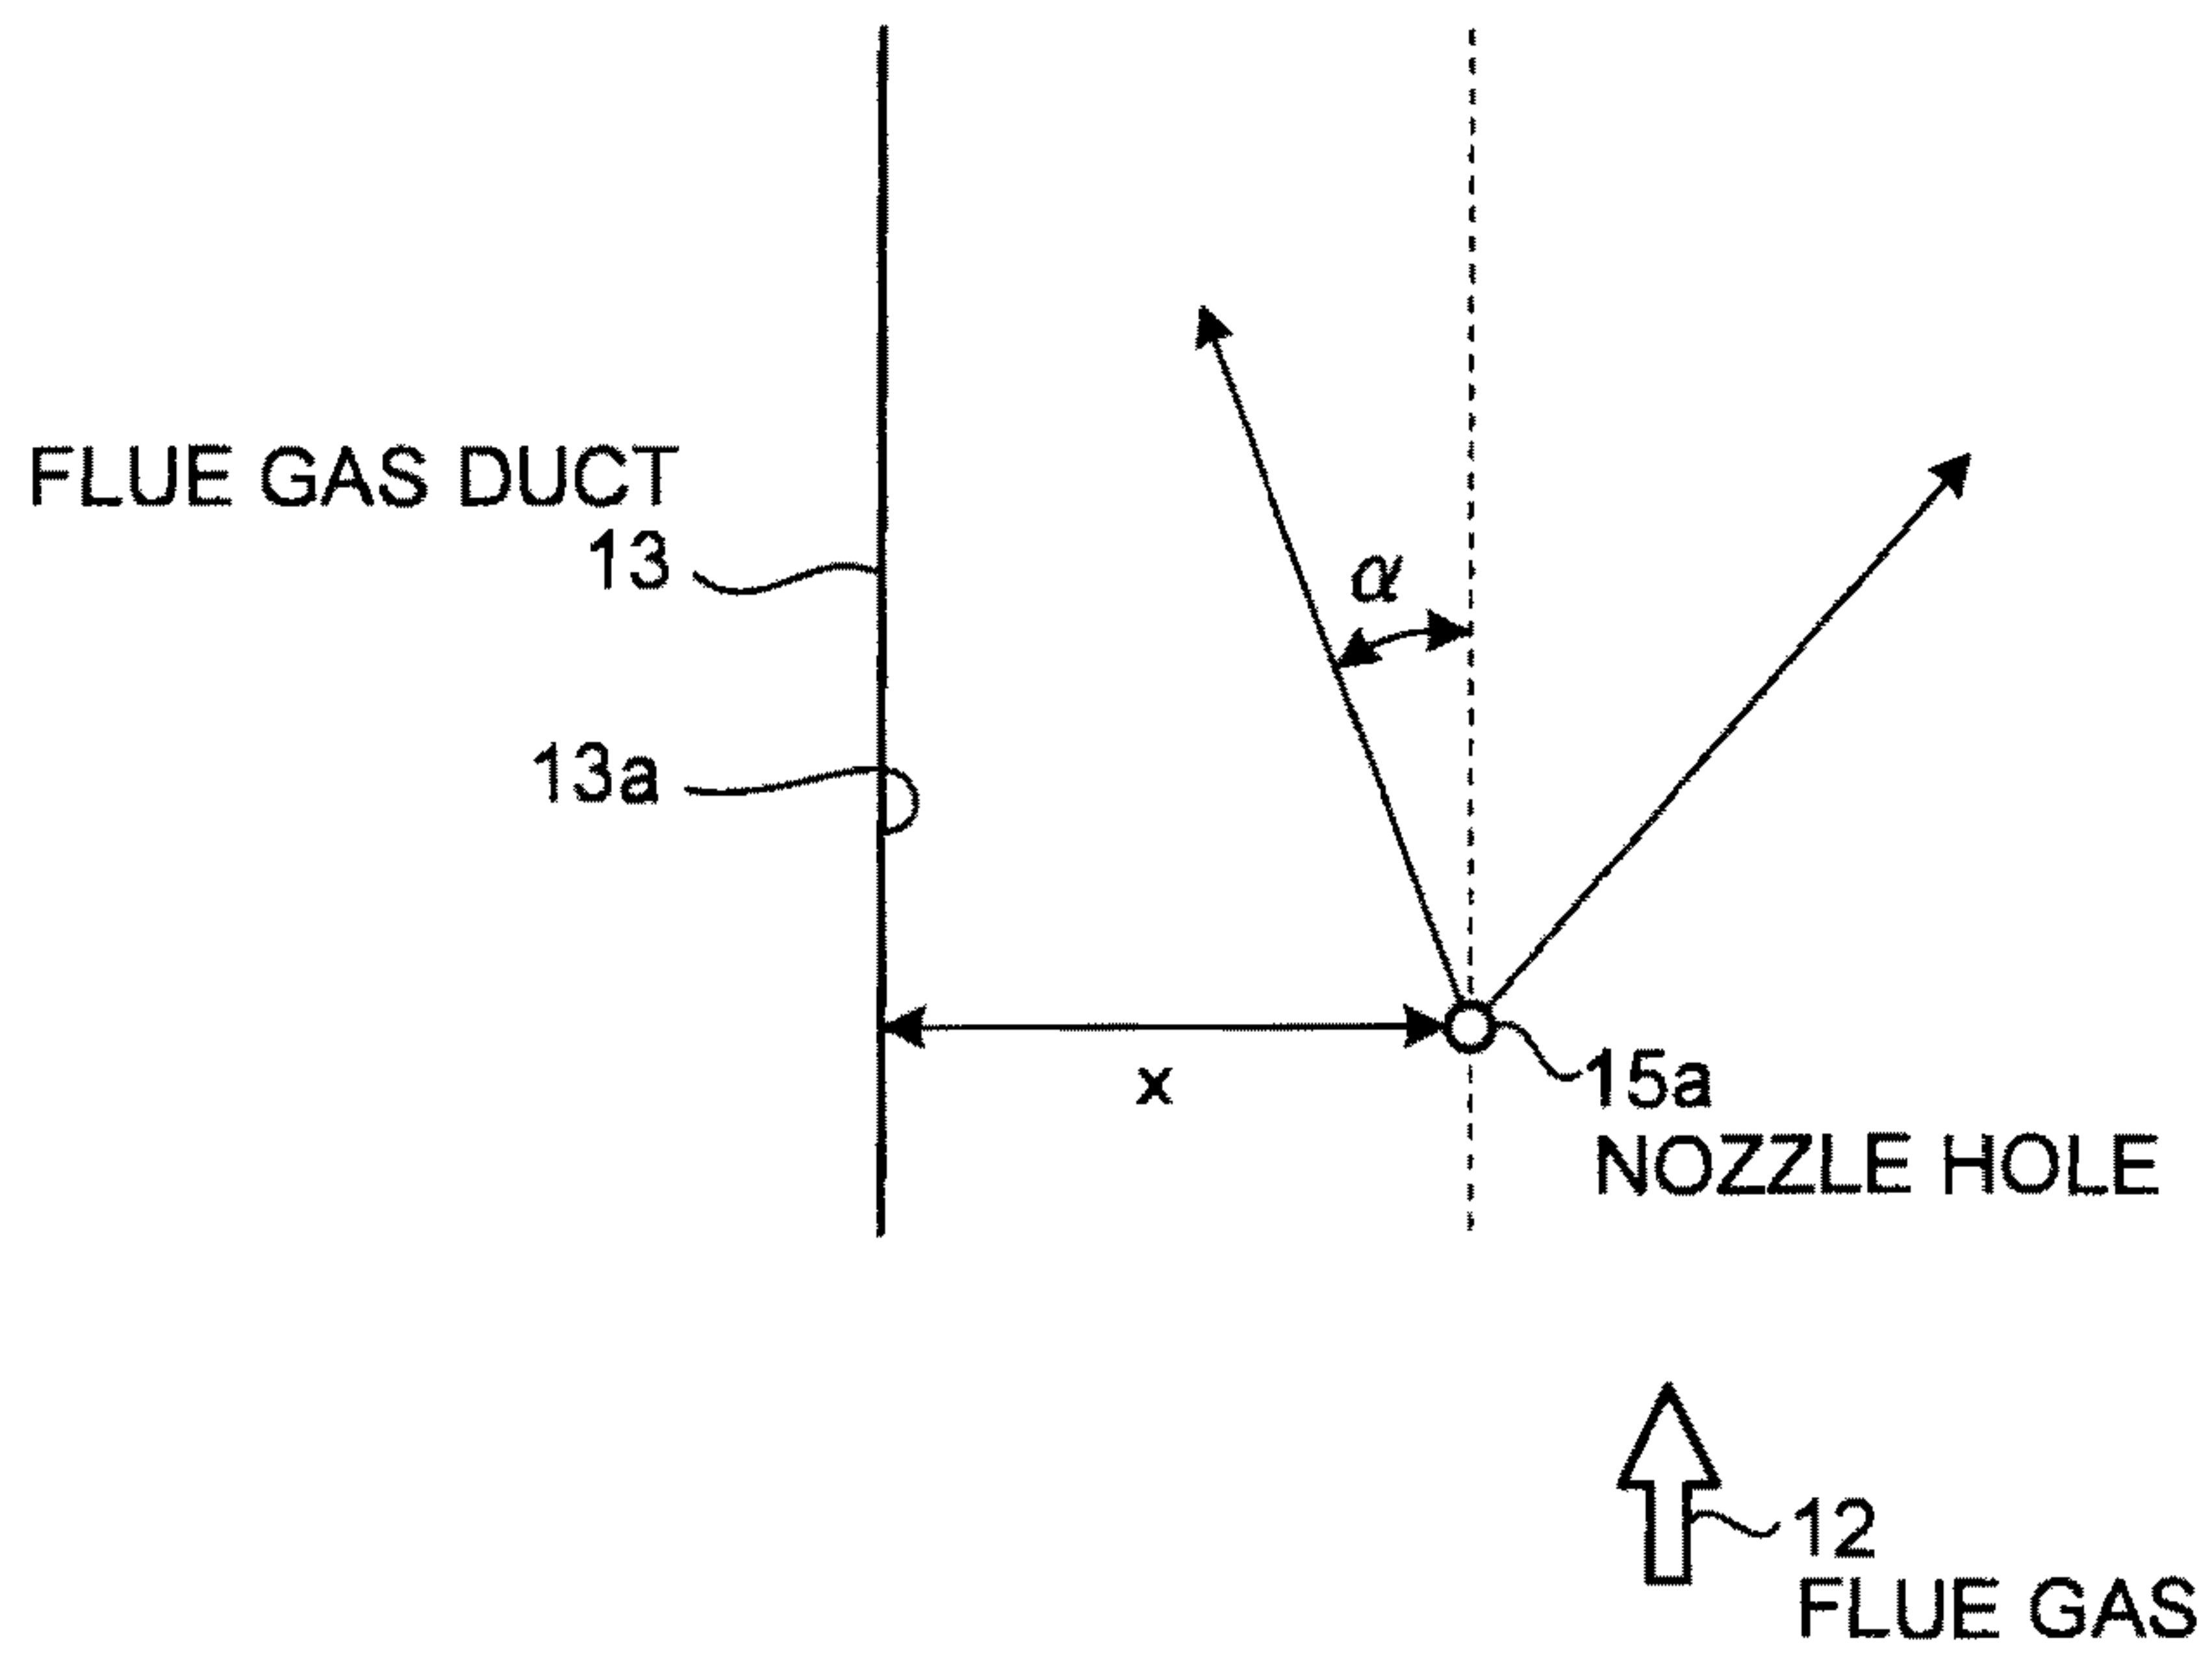 FLUE GAS DUCT
13
α
13a
x
15a
NOZZLE HOLE
12
FLUE GAS